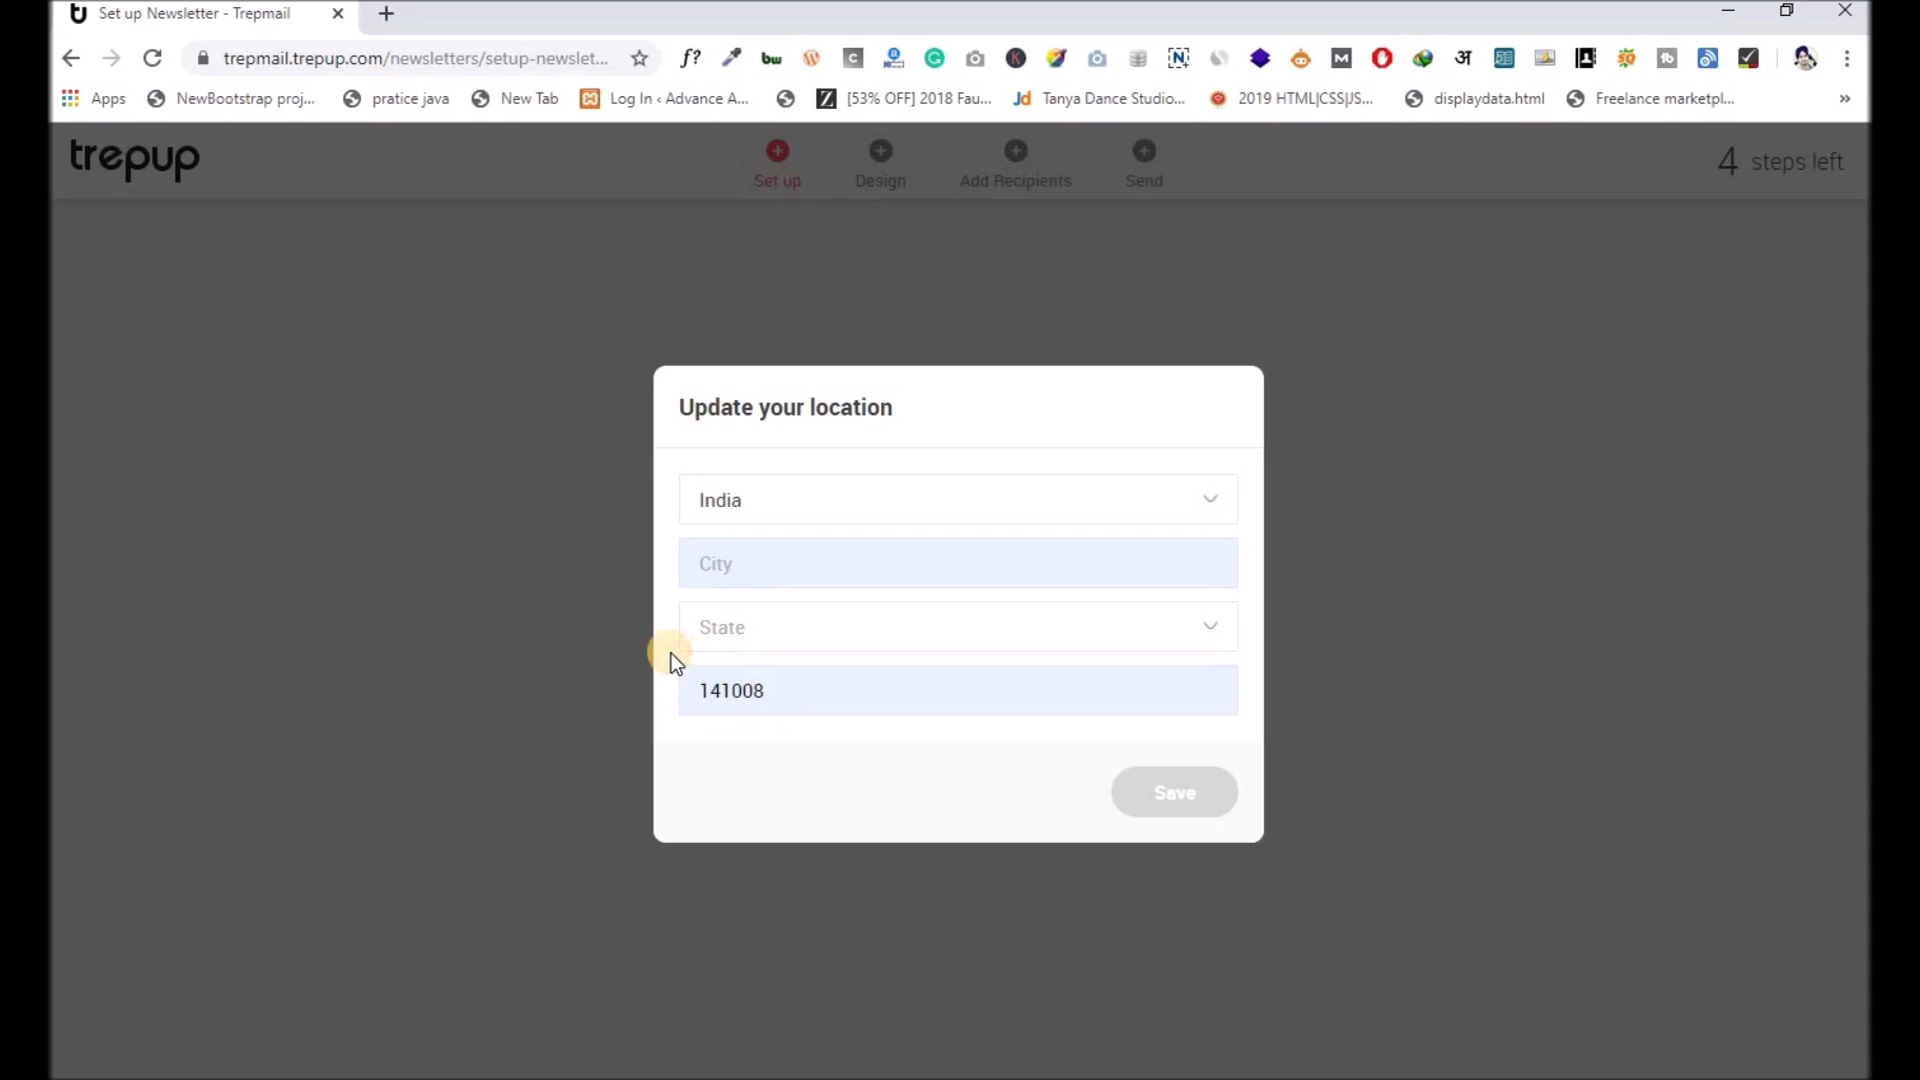 Set up Newsletter - Trepmail
trepmail.trepup.com/newsletters/setup-newslet...
Apps NewBootstrap proj... pratice java New Tab Log In ‹ Advance A... [53% OFF] 2018 Fau... Jd Tanya Dance Studio... 2019 HTML|CSS|JS... displaydata.html Freelance marketpl... »
trepup
Set up Design Add Recipients Send
4 steps left
Update your location
India
City
State
141008
Save